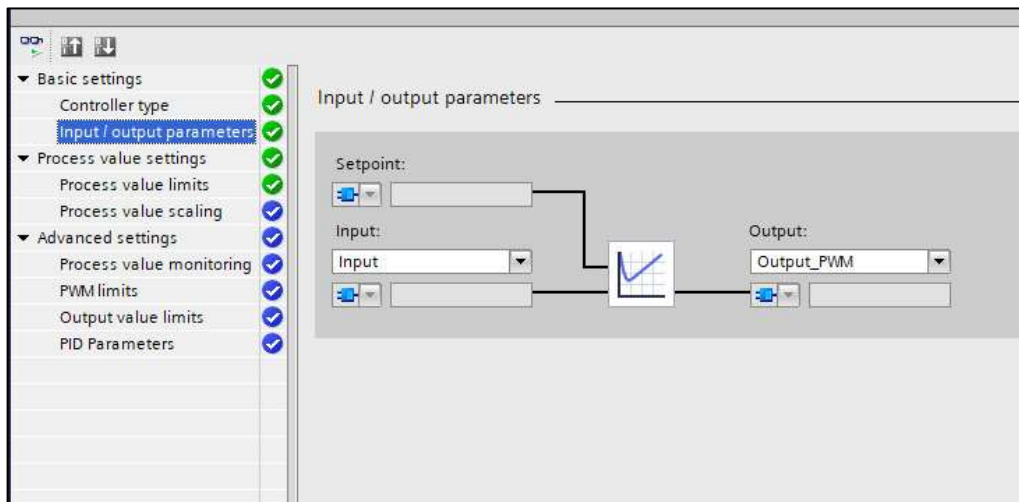 Basic settings
Controller type
Input / output parameters
Process value settings
Process value limits
Process value scaling
Advanced settings
Process value monitoring
PWM limits
Output value limits
PID Parameters
Input / output parameters
Setpoint:
Input:
Input
Output:
Output_PWM